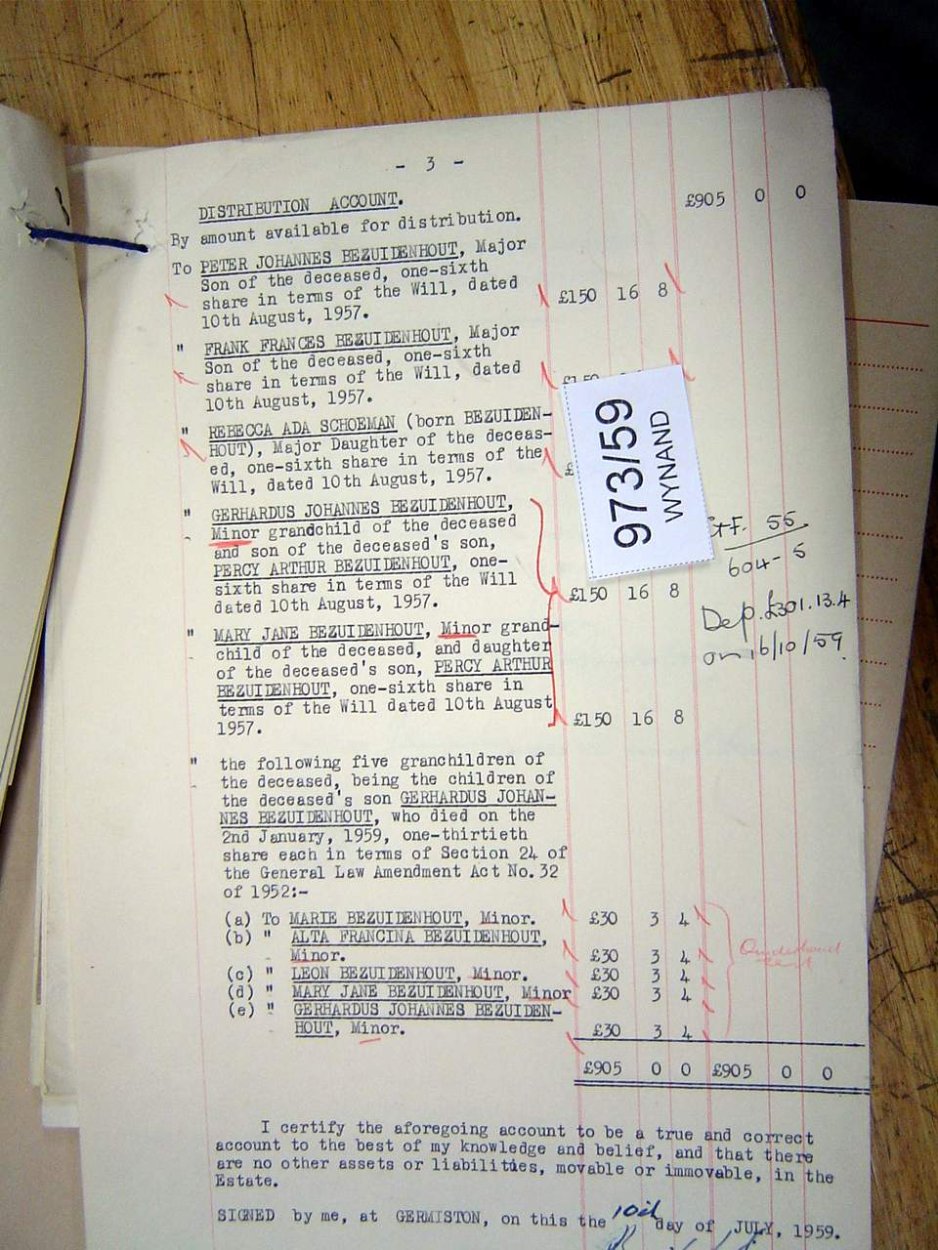 - 3 -
DISTRIBUTION ACCOUNT.
By amount available for distribution. £905 0 0
To PETER JOHANNES BEZUIDENHOUT, Major
Son of the deceased, one-sixth
share in terms of the Will, dated £150 16 8
10th August, 1957.
" FRANK FRANCES BEZUIDENHOUT, Major
Son of the deceased, one-sixth
share in terms of the Will, dated
10th August, 1957.
" REBECCA ADA SCHOEMAN (born BEZUIDEN-
HOUT), Major Daughter of the deceas-
ed, one-sixth share in terms of the £
Will, dated 10th August, 1957.
973/59
WYNAND
" GERHARDUS JOHANNES BEZUIDENHOUT,
Minor grandchild of the deceased
and son of the deceased's son,
PERCY ARTHUR BEZUIDENHOUT, one-
sixth share in terms of the Will £150 16 8
dated 10th August, 1957.
55
604-5
Dep. £301.13.4
on 16/10/59.
" MARY JANE BEZUIDENHOUT, Minor grand-
child of the deceased, and daughter
of the deceased's son, PERCY ARTHUR
BEZUIDENHOUT, one-sixth share in
terms of the Will dated 10th August £150 16 8
1957.
" the following five granchildren of
the deceased, being the children of
the deceased's son GERHARDUS JOHAN-
NES BEZUIDENHOUT, who died on the
2nd January, 1959, one-thirtieth
share each in terms of Section 24 of
the General Law Amendment Act No.32
of 1952:-
(a) To MARIE BEZUIDENHOUT, Minor. £30 3 4
(b) " ALTA FRANCINA BEZUIDENHOUT,
Minor. £30 3 4
(c) " LEON BEZUIDENHOUT, Minor. £30 3 4
(d) " MARY JANE BEZUIDENHOUT, Minor £30 3 4
(e) " GERHARDUS JOHANNES BEZUIDEN-
HOUT, Minor. £30 3 4
£905 0 0 £905 0 0
I certify the aforegoing account to be a true and correct
account to the best of my knowledge and belief, and that there
are no other assets or liabilities, movable or immovable, in the
Estate.
SIGNED by me, at GERMISTON, on this the day of JULY, 1959.